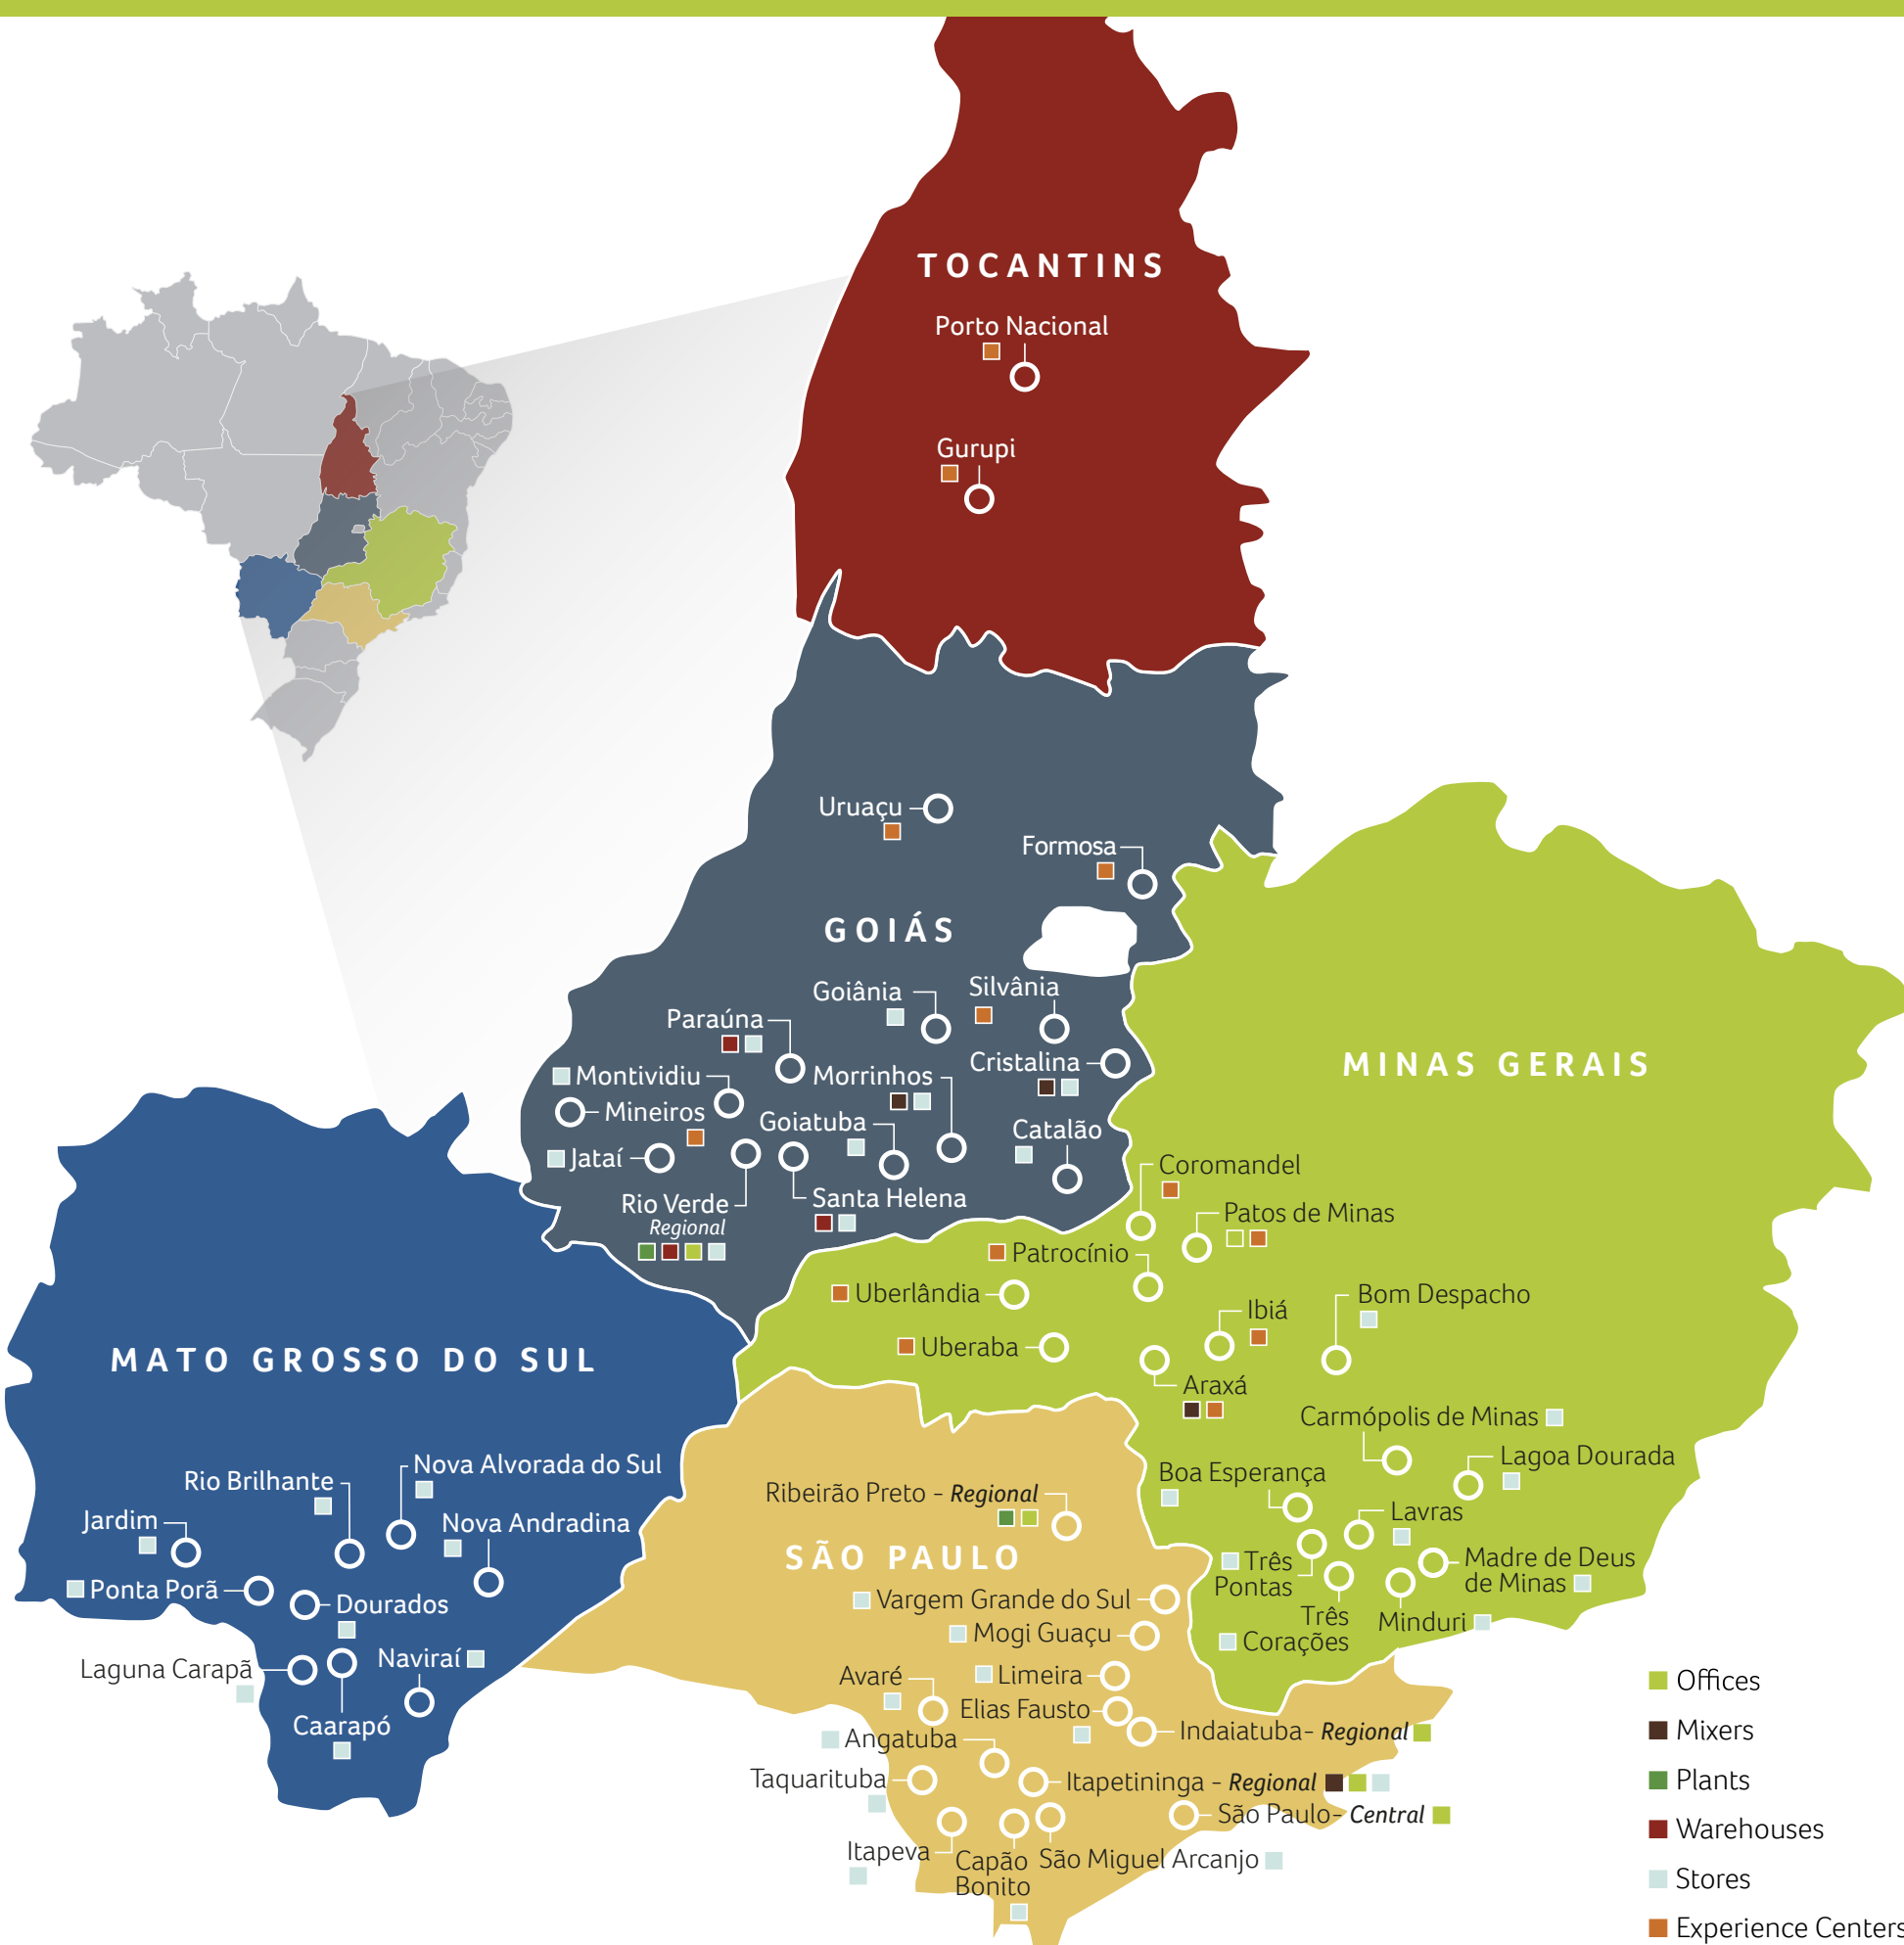 TOCANTINS
Porto Nacional
Gurupi
Uruaçu
Formosa
GOIÁS
Goiânia
Silvânia
Paraúna
Cristalina
Montividiu
Morrinhos
Mineiros
Goiatuba
Catalão
Jataí
Rio Verde
Regional
Santa Helena
MINAS GERAIS
Coromandel
Patos de Minas
Patrocínio
Uberlândia
Ibiá
Bom Despacho
Uberaba
Araxá
Carmópolis de Minas
Lagoa Dourada
Boa Esperança
Lavras
Três
Pontas
Madre de Deus
de Minas
Três
Corações
Minduri
MATO GROSSO DO SUL
Nova Alvorada do Sul
Rio Brilhante
Jardim
Nova Andradina
Ponta Porã
Dourados
Naviraí
Laguna Carapã
Caarapó
Ribeirão Preto - Regional
SÃO PAULO
Vargem Grande do Sul
Mogi Guaçu
Limeira
Avaré
Elias Fausto
Indaiatuba- Regional
Angatuba
Taquarituba
Itapetininga - Regional
São Paulo- Central
Itapeva
Capão
Bonito
São Miguel Arcanjo
Offices
Mixers
Plants
Warehouses
Stores
Experience Centers